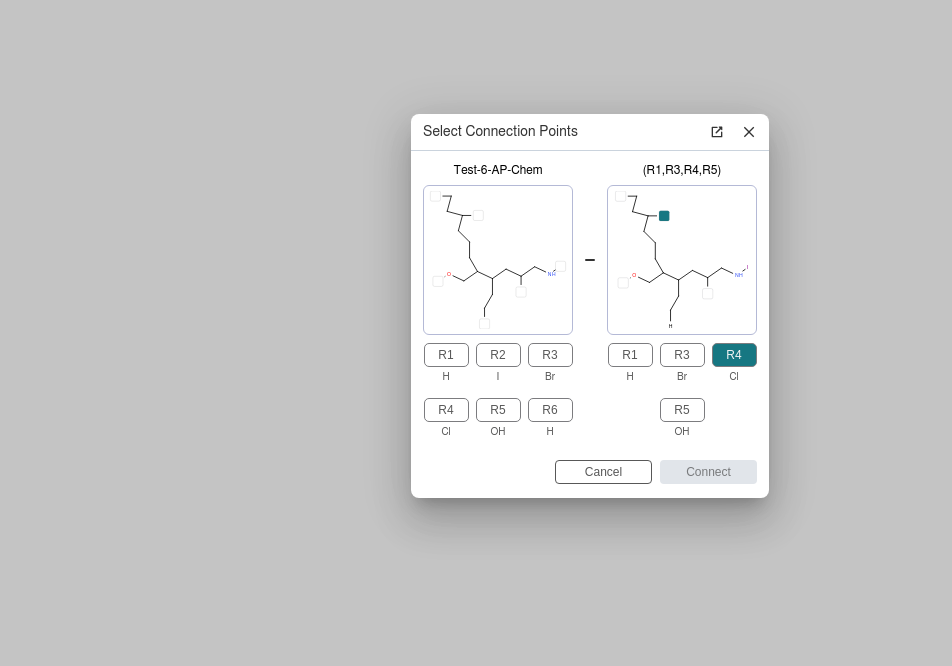 Select Connection Points
Test-6-AP-Chem
(R1,R3,R4,R5)
O
NH
O
NH
I
H
R1 R2 R3
H I Br
R1 R3 R4
H Br Cl
R4 R5 R6
Cl OH H
R5
OH
Cancel
Connect